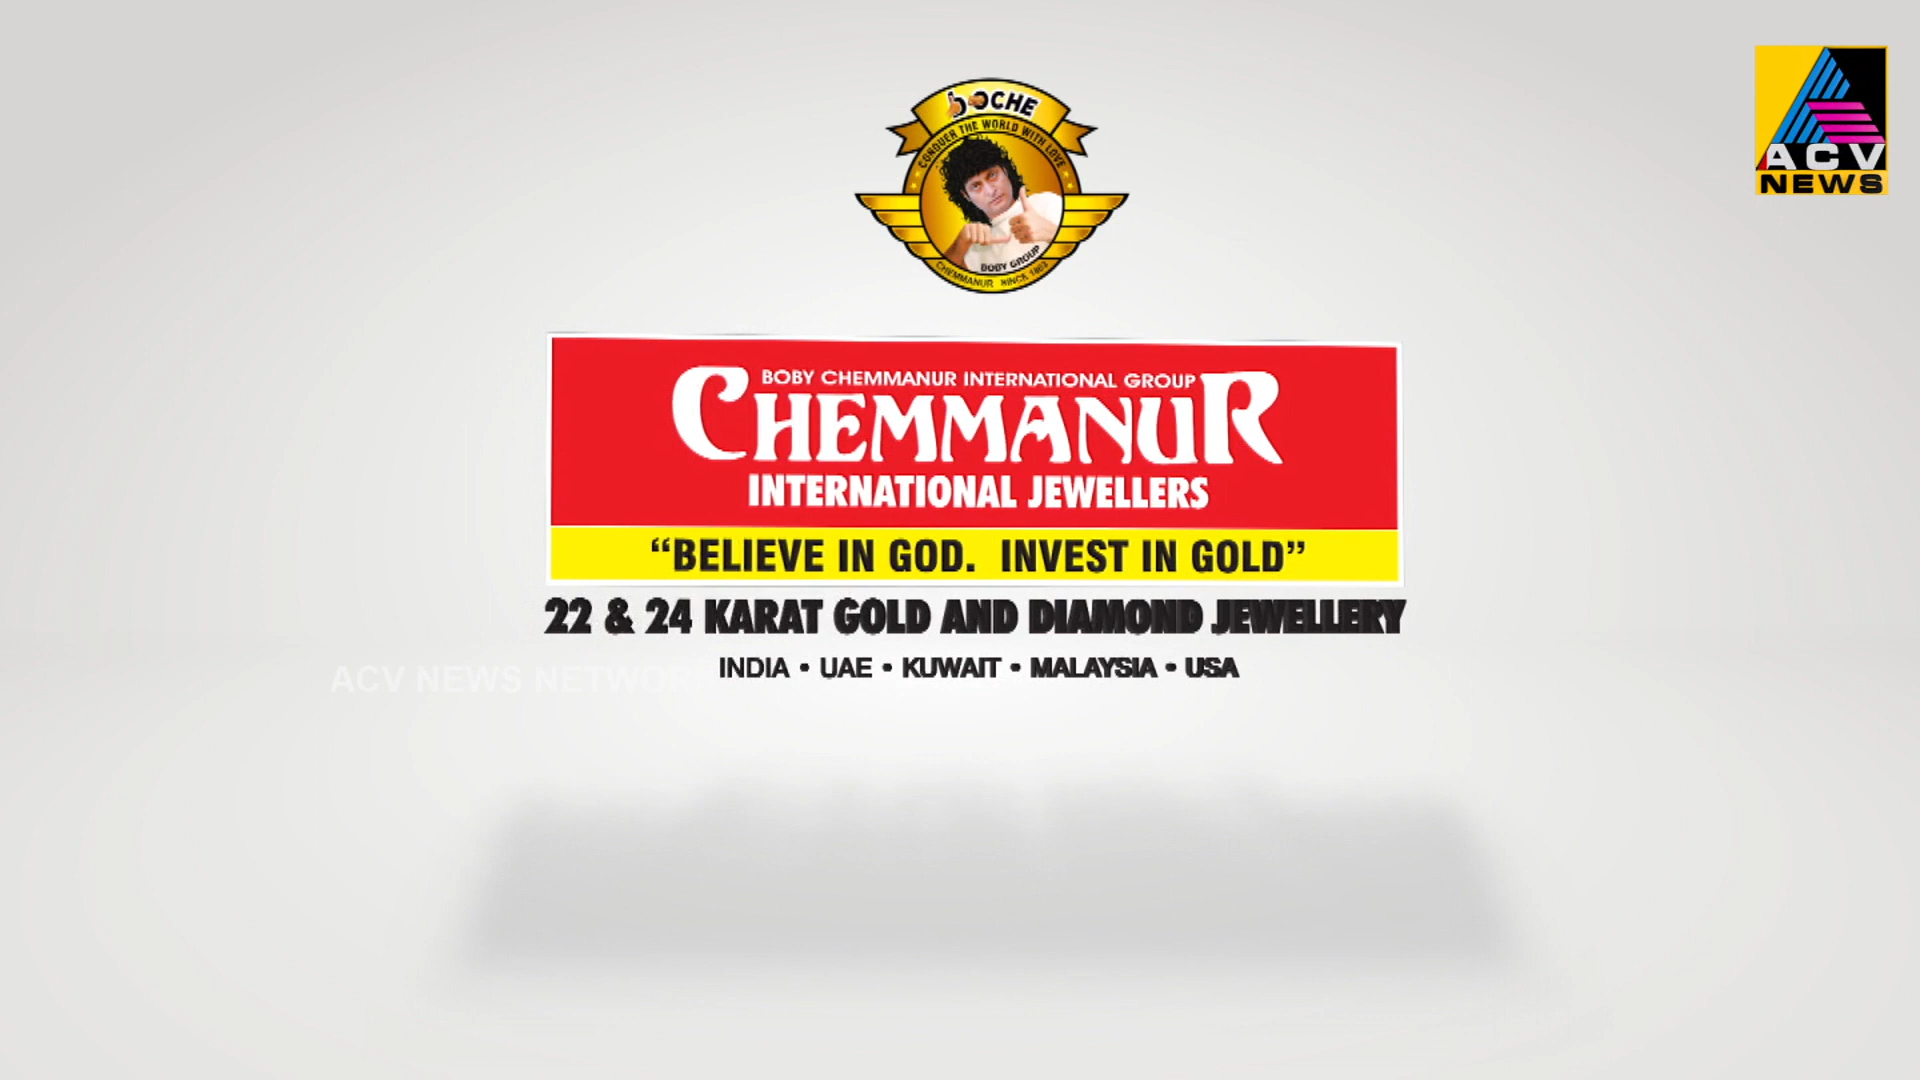 BOCHE
CONQUER THE WORLD WITH LOVE
BOBY GROUP
CHEMMANUR SINCE 1863
ACV
NEWS
BOBY CHEMMANUR INTERNATIONAL GROUP
CHEMMANUR
INTERNATIONAL JEWELLERS
“BELIEVE IN GOD. INVEST IN GOLD”
22 & 24 KARAT GOLD AND DIAMOND JEWELLERY
INDIA • UAE • KUWAIT • MALAYSIA • USA
ACV NEWS NETWOR